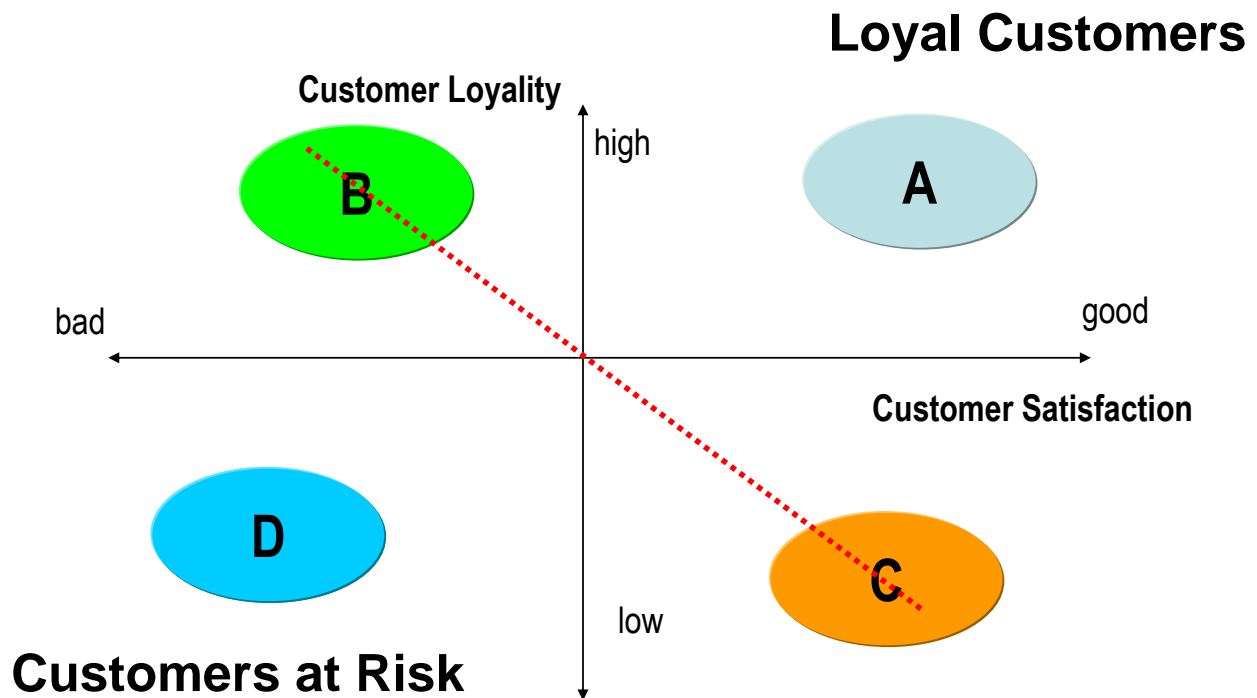 Loyal Customers
Customer Loyality
high
B
A
bad
good
Customer Satisfaction
D
C
low
Customers at Risk